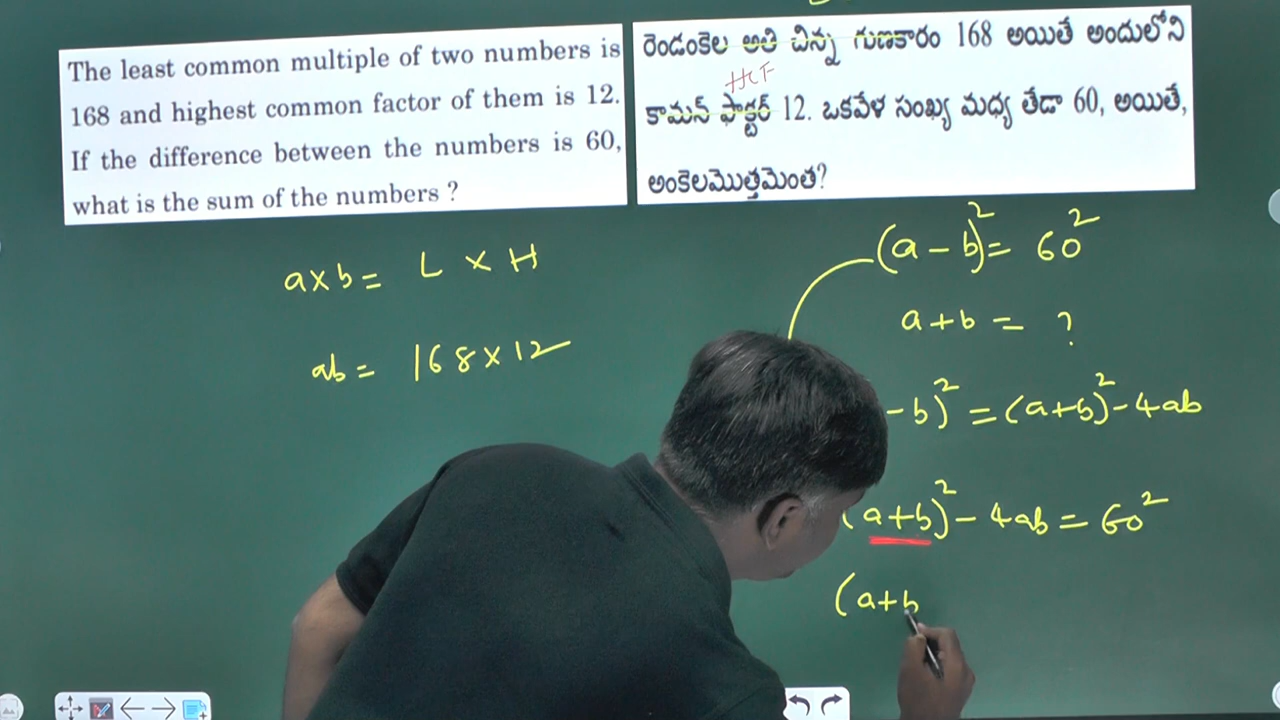 The least common multiple of two numbers is
168 and highest common factor of them is 12.
If the difference between the numbers is 60,
what is the sum of the numbers ?
రెండంకెల అతి చిన్న గుణకారం 168 అయితే అందులోని
HCF
కామన్ ఫాక్టర్ 12. ఒకవేళ సంఖ్య మధ్య తేడా 60, అయితే,
అంకెలమొత్తమెంత?
a×b = L × H
ab = 168×12
(a-b)² = 60²
a+b = ?
-b)² = (a+b)²-4ab
(a+b)²-4ab = 60²
(a+b